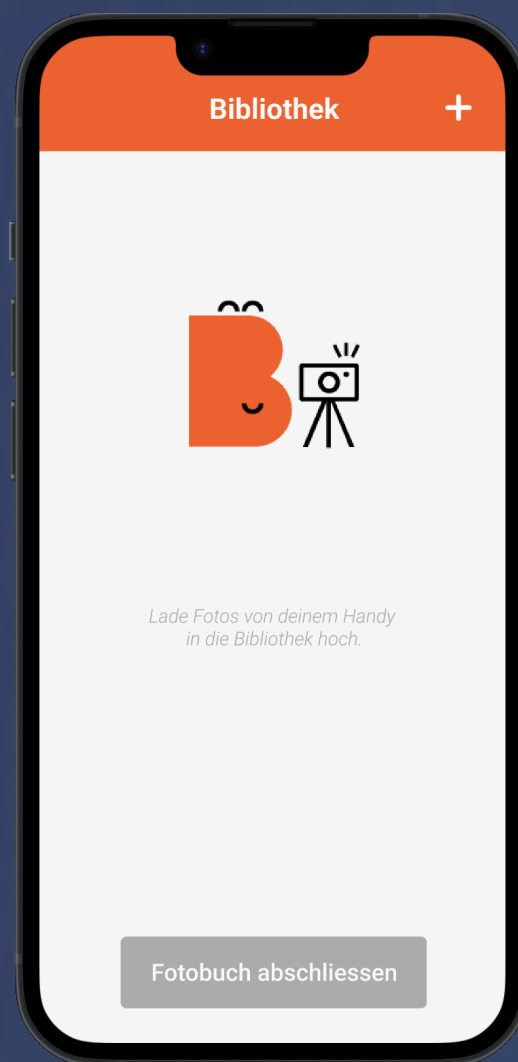 Bibliothek
Lade Fotos von deinem Handy
in die Bibliothek hoch.
Fotobuch abschliessen